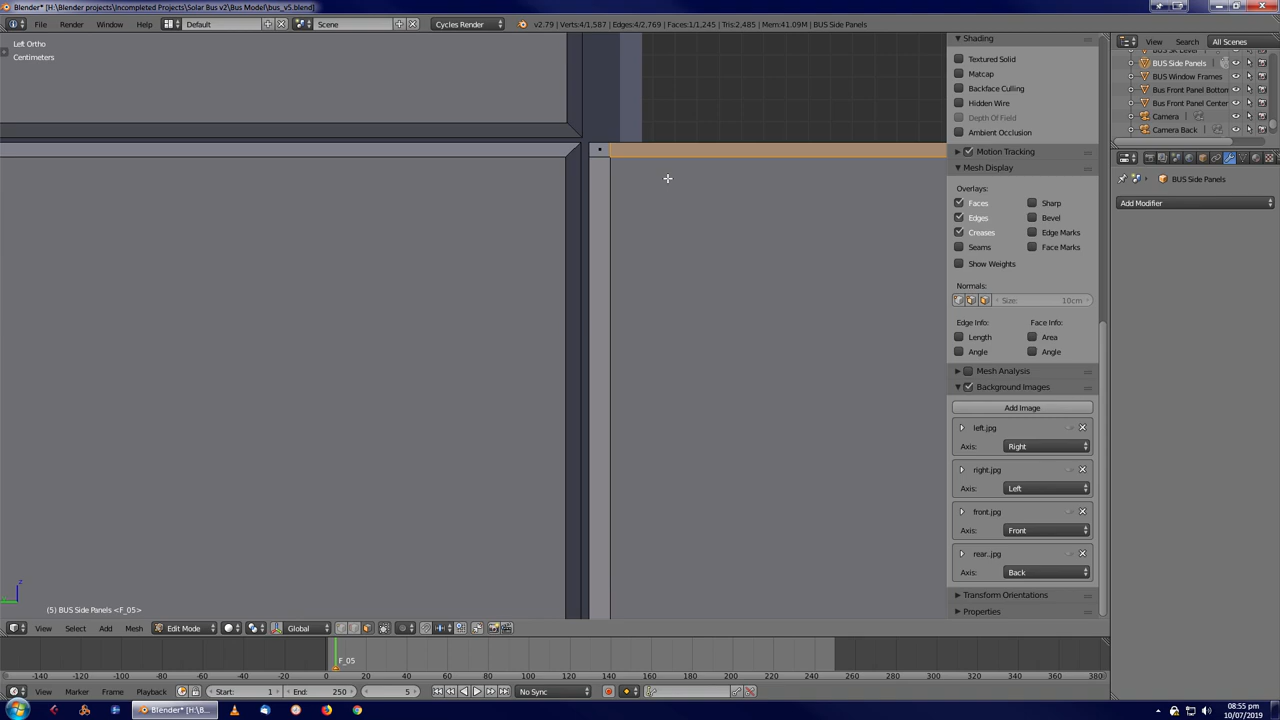 Blender* [H:\Blender projects\Incomplete Projects\Solar Bus v2\Bus Model\bus_v5.blend]
File Render Window Help Default Scene Cycles Render v2.79 | Verts:4/1,587 | Edges:4/2,769 | Faces:1/1,245 | Tris:2,485 | Mem:41.09M | BUS Side Panels
View Search All Scenes
Left Ortho
Centimeters
Shading
Textured Solid
Matcap
Backface Culling
Hidden Wire
Depth Of Field
Ambient Occlusion
Motion Tracking
Mesh Display
Overlays:
Faces Sharp
Edges Bevel
Creases Edge Marks
Seams Face Marks
Show Weights
Normals:
Size: 10cm
Edge Info: Face Info:
Length Area
Angle Angle
Mesh Analysis
Background Images
Add Image
left.jpg
Axis: Right
right.jpg
Axis: Left
front.jpg
Axis: Front
rear..jpg
Axis: Back
Transform Orientations
Properties
BUS Side Panels
BUS Window Frames
Bus Front Panel Bottom
Bus Front Panel Center
Camera
Camera Back
BUS Side Panels
Add Modifier
z
(5) BUS Side Panels <F_05>
View Select Add Mesh Edit Mode Global
F_05
-140 -120 -100 -80 -60 -40 -20 0 20 40 60 80 100 120 140 160 180 200 220 240 260 280 300 320 340 360 380
View Marker Frame Playback Start: 1 End: 250 5 No Sync
Blender* [H:\B...
08:55 pm
10/07/2019